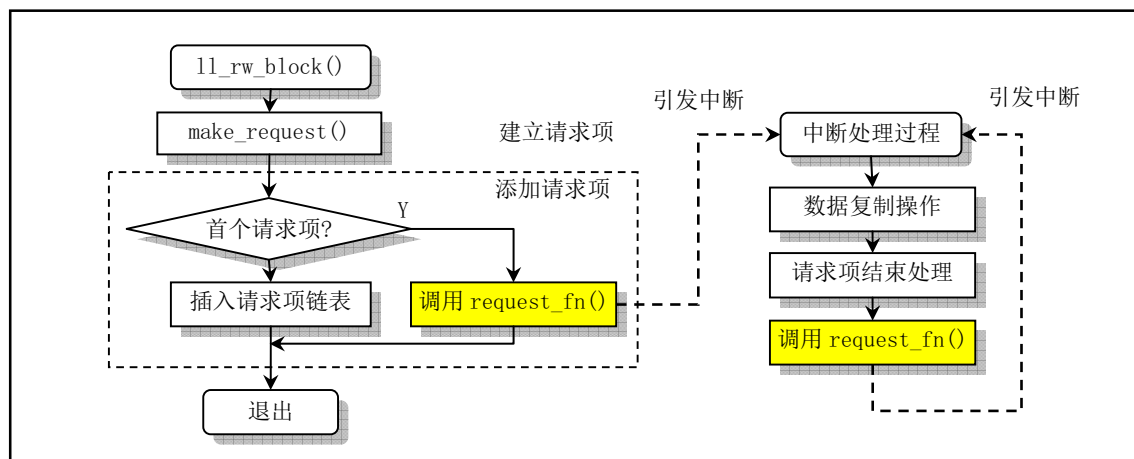 ll_rw_block()
make_request()
建立请求项
添加请求项
首个请求项?
Y
插入请求项链表
调用 request_fn()
退出
引发中断
引发中断
中断处理过程
数据复制操作
请求项结束处理
调用 request_fn()